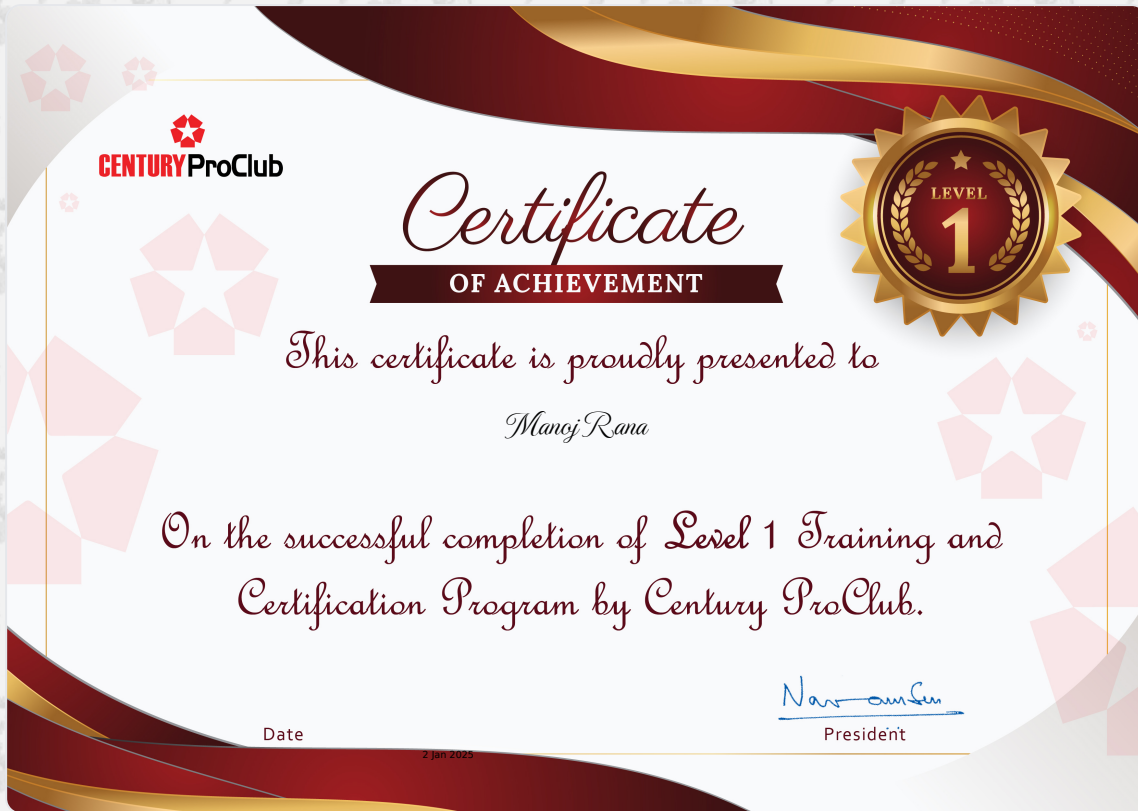 CENTURY ProClub
LEVEL
1
Certificate
OF ACHIEVEMENT
This certificate is proudly presented to
Manoj Rana
On the successful completion of Level 1 Training and
Certification Program by Century ProClub.
Date
President
2 Jan 2025